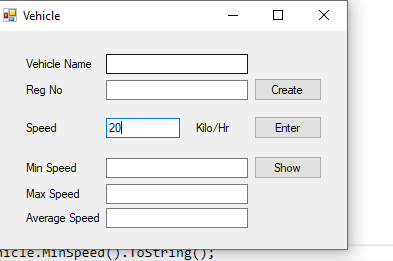 Vehicle
Vehicle Name
Reg No Create
Speed 20 Kilo/Hr Enter
Min Speed Show
Max Speed
Average Speed
hicle.MinSpeed().ToString();